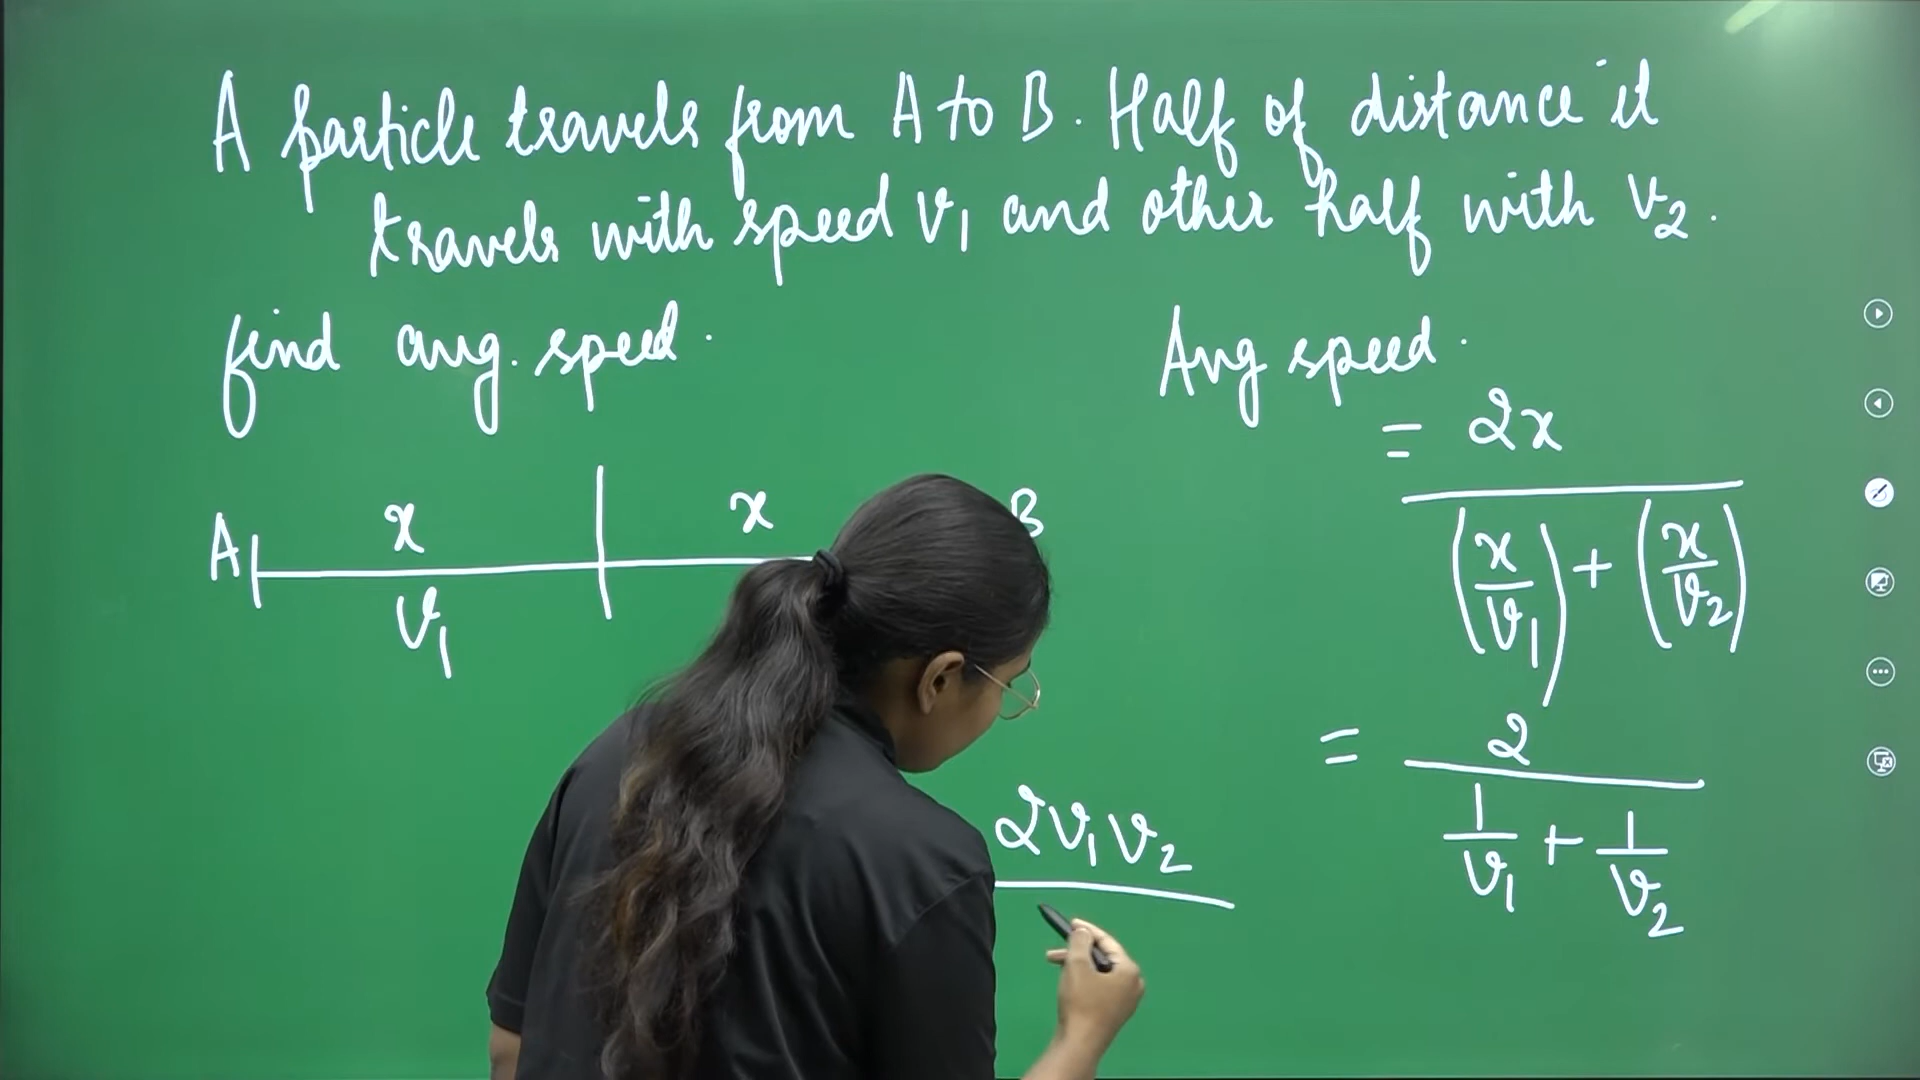 A particle travels from A to B. Half of distance it
travels with speed v₁ and other half with v₂.
find avg. speed.
Avg speed.
= 2x
(x/v₁) + (x/v₂)
A x x B
v₁
= 2
1/v₁ + 1/v₂
2v₁v₂